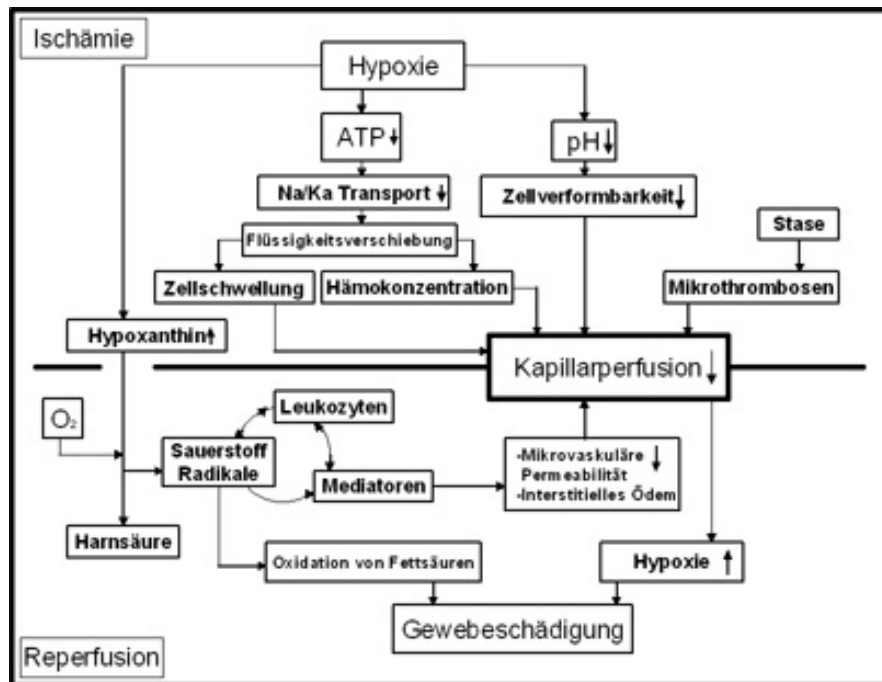 Ischämie
Hypoxie
ATP ↓
pH ↓
Na/Ka Transport ↓
Zellverformbarkeit ↓
Stase
Flüssigkeitsverschiebung
Zellschwellung
Hämokonzentration
Mikrothrombosen
Hypoxanthin ↑
Kapillarperfusion ↓
O₂
Leukozyten
Sauerstoff
Radikale
Mediatoren
-Mikrovaskuläre ↓
Permeabilität
-Interstitielles Ödem
Harnsäure
Oxidation von Fettsäuren
Hypoxie ↑
Gewebeschädigung
Reperfusion